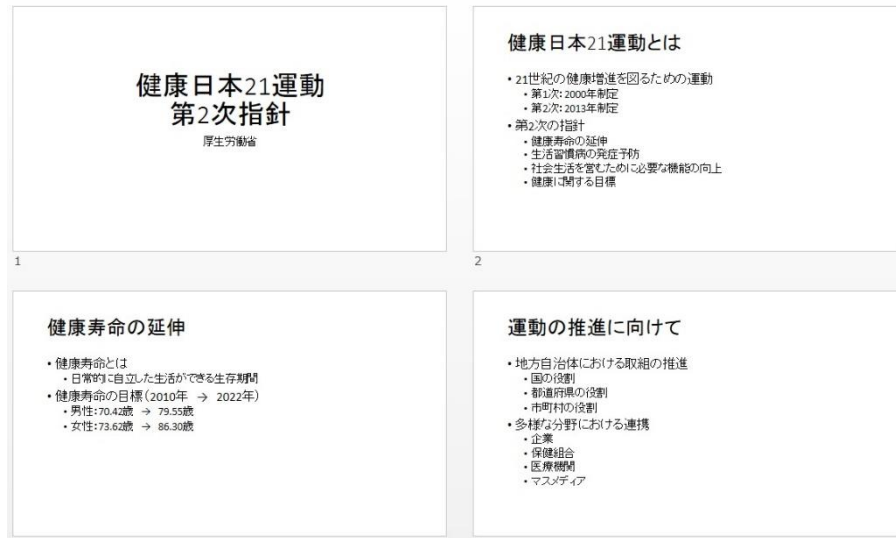 健康日本21運動
第2次指針
厚生労働省
1
健康日本21運動とは
• 21世紀の健康増進を図るための運動
• 第1次：2000年制定
• 第2次：2013年制定
• 第2次の指針
• 健康寿命の延伸
• 生活習慣病の発症予防
• 社会生活を営むために必要な機能の向上
• 健康に関する目標
2
健康寿命の延伸
• 健康寿命とは
• 日常的に自立した生活ができる生存期間
• 健康寿命の目標（2010年 → 2022年）
• 男性：70.42歳 → 79.55歳
• 女性：73.62歳 → 86.30歳
運動の推進に向けて
• 地方自治体における取組の推進
• 国の役割
• 都道府県の役割
• 市町村の役割
• 多様な分野における連携
• 企業
• 保健組合
• 医療機関
• マスメディア